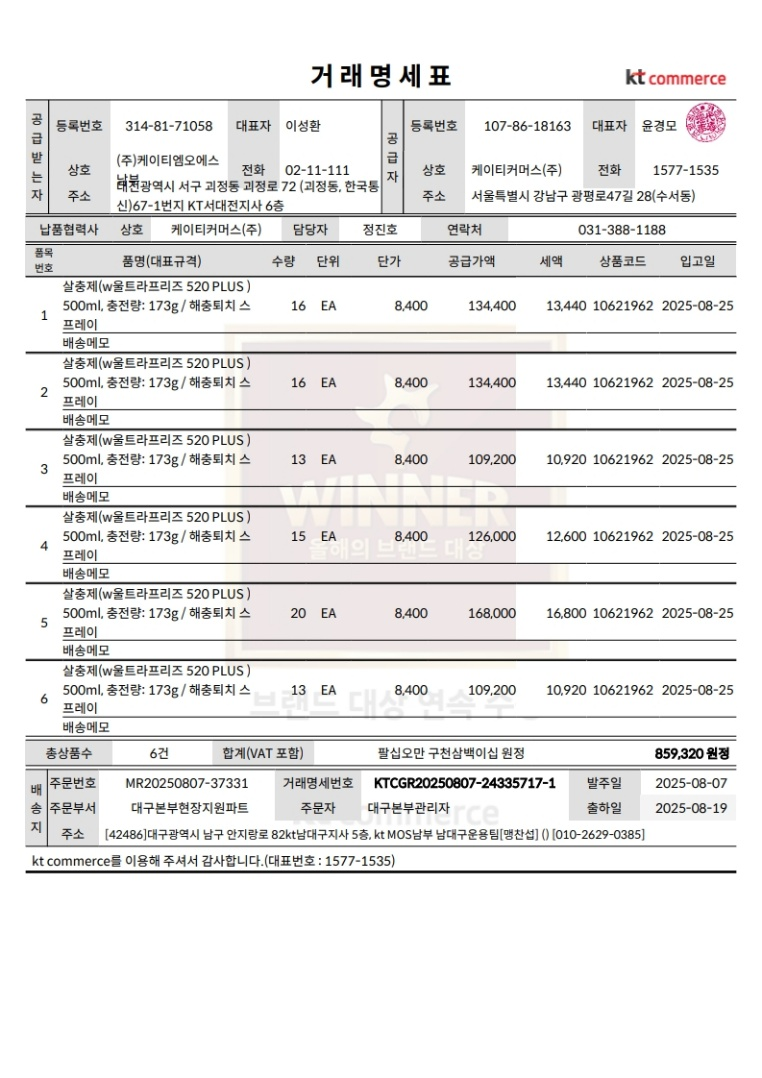 거래명세표
kt commerce
공급받는자
등록번호 314-81-71058 대표자 이성환
상호 (주)케이티엠오에스남부 전화 02-11-111
주소 대전광역시 서구 괴정동 괴정로 72 (괴정동, 한국통
신)67-1번지 KT서대전지사 6층
공급자
등록번호 107-86-18163 대표자 윤경모
상호 케이티커머스(주) 전화 1577-1535
주소 서울특별시 강남구 광평로47길 28(수서동)
납품협력사 상호 케이티커머스(주) 담당자 정진호 연락처 031-388-1188
품목번호 품명(대표규격) 수량 단위 단가 공급가액 세액 상품코드 입고일
살충제(w울트라프리즈 520 PLUS )
1 500ml, 충전량: 173g / 해충퇴치 스 16 EA 8,400 134,400 13,440 10621962 2025-08-25
프레이
배송메모
살충제(w울트라프리즈 520 PLUS )
2 500ml, 충전량: 173g / 해충퇴치 스 16 EA 8,400 134,400 13,440 10621962 2025-08-25
프레이
배송메모
살충제(w울트라프리즈 520 PLUS )
3 500ml, 충전량: 173g / 해충퇴치 스 13 EA 8,400 109,200 10,920 10621962 2025-08-25
프레이
배송메모
살충제(w울트라프리즈 520 PLUS )
4 500ml, 충전량: 173g / 해충퇴치 스 15 EA 8,400 126,000 12,600 10621962 2025-08-25
프레이
배송메모
살충제(w울트라프리즈 520 PLUS )
5 500ml, 충전량: 173g / 해충퇴치 스 20 EA 8,400 168,000 16,800 10621962 2025-08-25
프레이
배송메모
살충제(w울트라프리즈 520 PLUS )
6 500ml, 충전량: 173g / 해충퇴치 스 13 EA 8,400 109,200 10,920 10621962 2025-08-25
프레이
배송메모
WINNER
올해의 브랜드 대상
브랜드 대상 연속 수
kt commerce
총상품수 6건 합계(VAT 포함) 팔십오만 구천삼백이십 원정 859,320 원정
배송지
주문번호 MR20250807-37331 거래명세번호 KTCGR20250807-24335717-1 발주일 2025-08-07
주문부서 대구본부현장지원파트 주문자 대구본부관리자 출하일 2025-08-19
주소 [42486]대구광역시 남구 안지랑로 82kt남대구지사 5층, kt MOS남부 남대구운용팀[맹찬섭] () [010-2629-0385]
kt commerce를 이용해 주셔서 감사합니다.(대표번호 : 1577-1535)